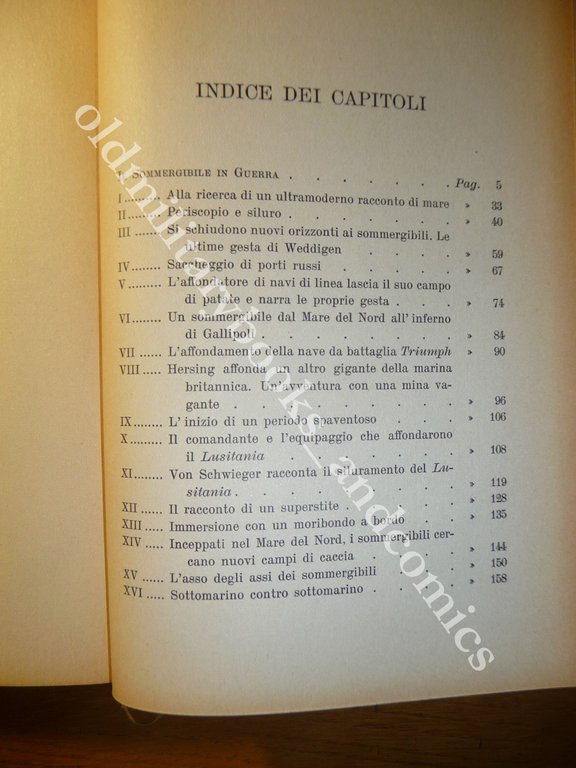 INDICE DEI CAPITOLI
Il Sommergibile in Guerra . . . . . . . Pag. 5
I ......... Alla ricerca di un ultramoderno racconto di mare » 33
II ........ Periscopio e siluro . . . . . . . » 40
III ....... Si schiudono nuovi orizzonti ai sommergibili. Le
ultime gesta di Weddigen . . . . . » 59
IV ........ Saccheggio di porti russi . . . . . . » 67
V ........ L'affondatore di navi di linea lascia il suo campo
di patate e narra le proprie gesta . . . » 74
VI ....... Un sommergibile dal Mare del Nord all'inferno
di Gallipoli . . . . . . . » 84
VII ...... L'affondamento della nave da battaglia Triumph » 90
VIII ..... Hersing affonda un altro gigante della marina
britannica. Un'avventura con una mina va-
gante . . . . . . . . » 96
IX ........ L'inizio di un periodo spaventoso . . . . » 106
X ........ Il comandante e l'equipaggio che affondarono
il Lusitania . . . . . . . » 108
XI ........ Von Schwieger racconta il siluramento del Lu-
sitania . . . . . . . . » 119
XII ...... Il racconto di un superstite . . . . . » 128
XIII ..... Immersione con un moribondo a bordo . . » 135
XIV ..... Inceppati nel Mare del Nord, i sommergibili cer-
cano nuovi campi di caccia . . . . » 144
XV ...... L'asso degli assi dei sommergibili . . . » 150
XVI ..... Sottomarino contro sottomarino . . . . » 158
oldmilitarybooks_andcomics